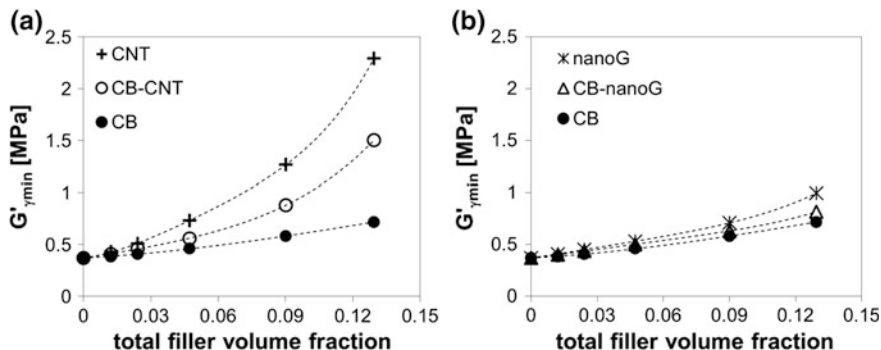 (a)
G'γmin [MPa]
2.5
2
1.5
1
0.5
0
CNT
CB-CNT
CB
0
0.03
0.06
0.09
0.12
0.15
total filler volume fraction
(b)
G'γmin [MPa]
2.5
2
1.5
1
0.5
0
nanoG
CB-nanoG
CB
0
0.03
0.06
0.09
0.12
0.15
total filler volume fraction